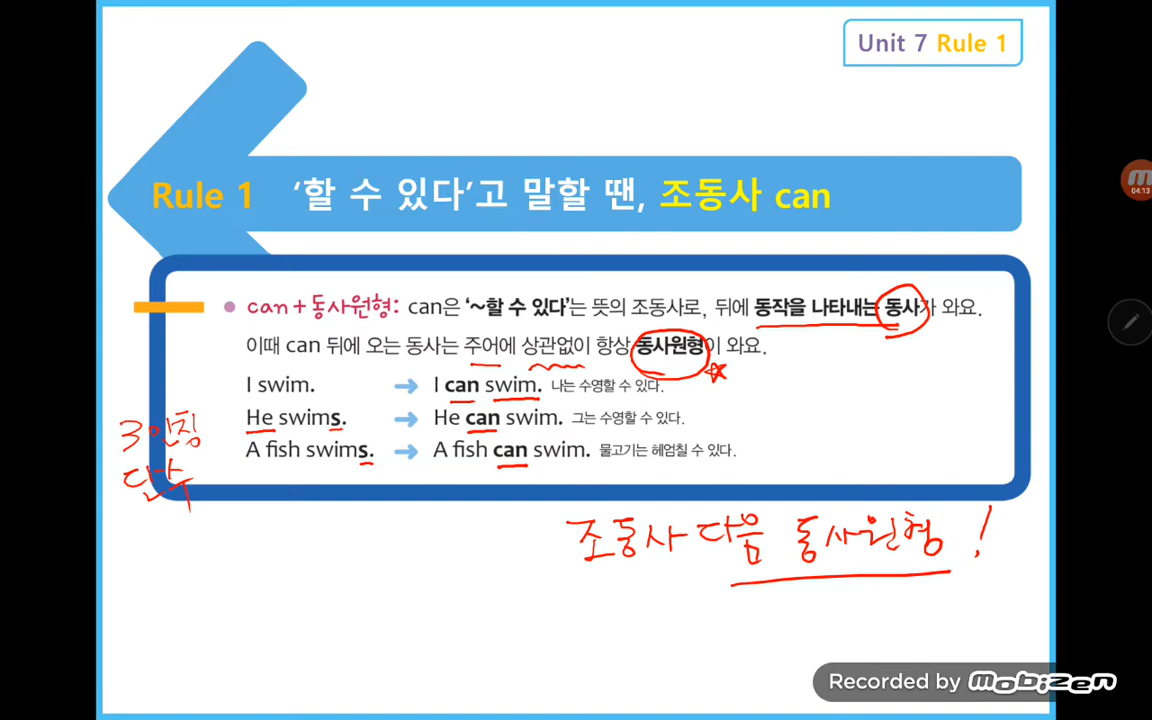 Unit 7 Rule 1
Rule 1 ‘할 수 있다’고 말할 땐, 조동사 can
can+동사원형: can은 ‘~할 수 있다’는 뜻의 조동사로, 뒤에 동작을 나타내는 동사가 와요.
이때 can 뒤에 오는 동사는 주어에 상관없이 항상 동사원형이 와요.
I swim. → I can swim. 나는 수영할 수 있다.
He swims. → He can swim. 그는 수영할 수 있다.
A fish swims. → A fish can swim. 물고기는 헤엄칠 수 있다.
3인칭
단수
조동사 다음 동사원형!
04:13
Recorded by mobizen